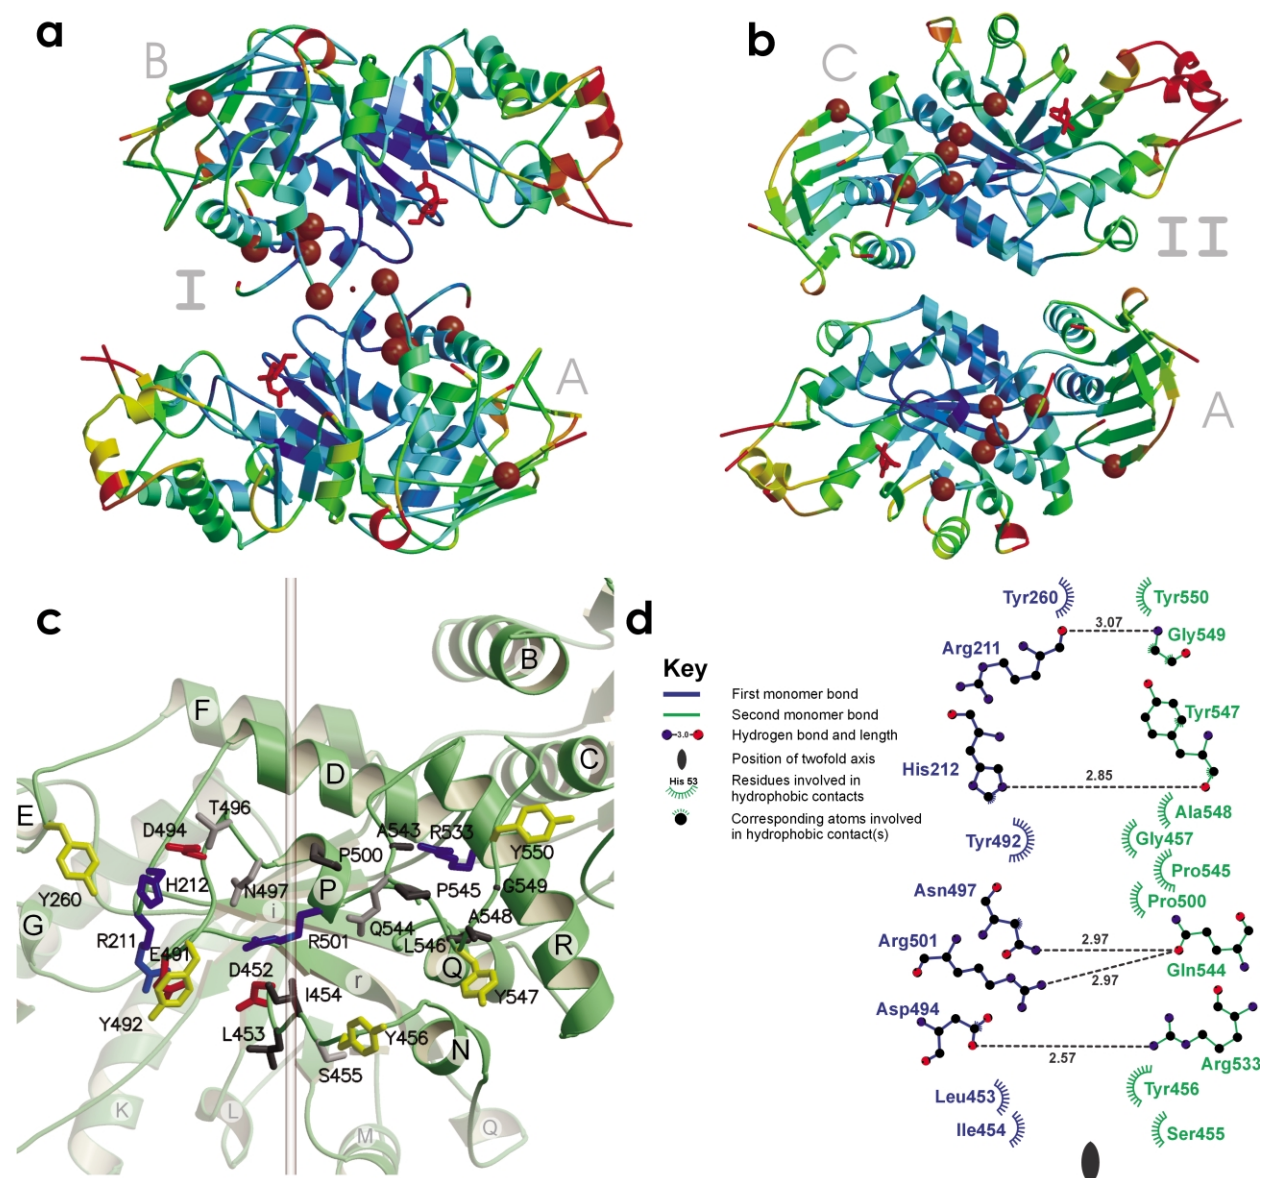 a
B
I
A
b
C
II
A
c
B
F
D
C
E
T496
D494
A543
R533
P500
Y550
H212
N497
P
P545
G549
Y260
i
G
Q544
A548
R211
R501
L546
R
E491
Q
D452
I454
r
Y547
Y492
L453
Y456
N
S455
K
L
M
Q
d
Key
First monomer bond
Second monomer bond
3.0
Hydrogen bond and length
Position of twofold axis
His 53
Residues involved in
hydrophobic contacts
Corresponding atoms involved
in hydrophobic contact(s)
Tyr260
Tyr550
3.07
Gly549
Arg211
Tyr547
His212
2.85
Ala548
Tyr492
Gly457
Pro545
Asn497
Pro500
Arg501
2.97
Gln544
2.97
Asp494
2.57
Arg533
Leu453
Tyr456
Ile454
Ser455